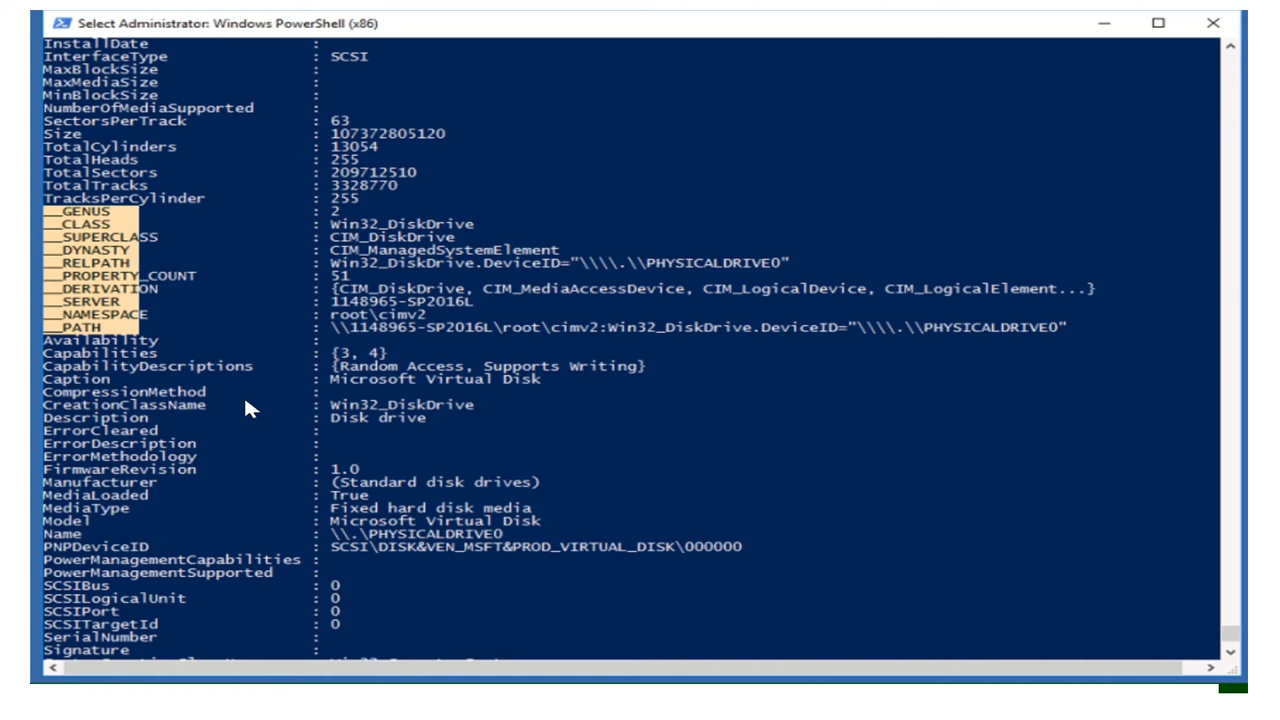 Select Administrator: Windows PowerShell (x86)
InstallDate :
InterfaceType : SCSI
MaxBlockSize :
MaxMediaSize :
MinBlockSize :
NumberOfMediaSupported :
SectorsPerTrack : 63
Size : 107372805120
TotalCylinders : 13054
TotalHeads : 255
TotalSectors : 209712510
TotalTracks : 3328770
TracksPerCylinder : 255
__GENUS : 2
__CLASS : Win32_DiskDrive
__SUPERCLASS : CIM_DiskDrive
__DYNASTY : CIM_ManagedSystemElement
__RELPATH : Win32_DiskDrive.DeviceID="\\\\.\\PHYSICALDRIVE0"
__PROPERTY_COUNT : 51
__DERIVATION : {CIM_DiskDrive, CIM_MediaAccessDevice, CIM_LogicalDevice, CIM_LogicalElement...}
__SERVER : 1148965-SP2016L
__NAMESPACE : root\cimv2
__PATH : \\1148965-SP2016L\root\cimv2:Win32_DiskDrive.DeviceID="\\\\.\\PHYSICALDRIVE0"
Availability :
Capabilities : {3, 4}
CapabilityDescriptions : {Random Access, Supports Writing}
Caption : Microsoft Virtual Disk
CompressionMethod :
CreationClassName : Win32_DiskDrive
Description : Disk drive
ErrorCleared :
ErrorDescription :
ErrorMethodology :
FirmwareRevision : 1.0
Manufacturer : (Standard disk drives)
MediaLoaded : True
MediaType : Fixed hard disk media
Model : Microsoft Virtual Disk
Name : \\.\PHYSICALDRIVE0
PNPDeviceID : SCSI\DISK&VEN_MSFT&PROD_VIRTUAL_DISK\000000
PowerManagementCapabilities :
PowerManagementSupported :
SCSIBus : 0
SCSILogicalUnit : 0
SCSIPort : 0
SCSITargetId : 0
SerialNumber :
Signature :